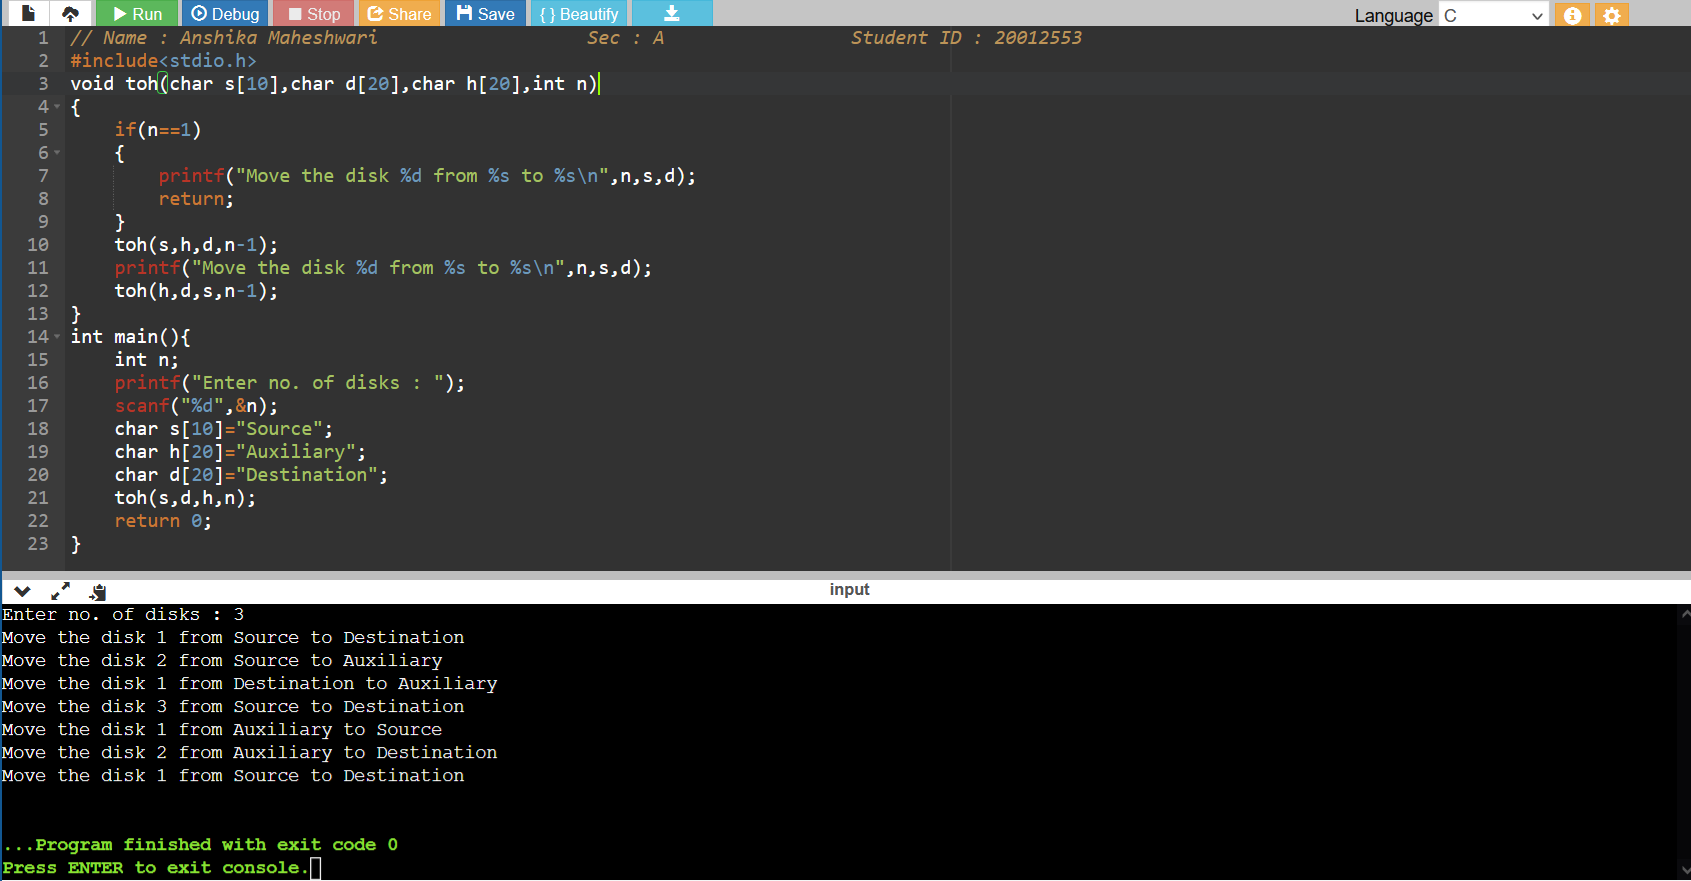 Run Debug Stop Share Save { } Beautify Language C
1 // Name : Anshika Maheshwari Sec : A Student ID : 20012553
2 #include<stdio.h>
3 void toh(char s[10],char d[20],char h[20],int n)
4 {
5 if(n==1)
6 {
7 printf("Move the disk %d from %s to %s\n",n,s,d);
8 return;
9 }
10 toh(s,h,d,n-1);
11 printf("Move the disk %d from %s to %s\n",n,s,d);
12 toh(h,d,s,n-1);
13 }
14 int main(){
15 int n;
16 printf("Enter no. of disks : ");
17 scanf("%d",&n);
18 char s[10]="Source";
19 char h[20]="Auxiliary";
20 char d[20]="Destination";
21 toh(s,d,h,n);
22 return 0;
23 }
input
Enter no. of disks : 3
Move the disk 1 from Source to Destination
Move the disk 2 from Source to Auxiliary
Move the disk 1 from Destination to Auxiliary
Move the disk 3 from Source to Destination
Move the disk 1 from Auxiliary to Source
Move the disk 2 from Auxiliary to Destination
Move the disk 1 from Source to Destination
...Program finished with exit code 0
Press ENTER to exit console.